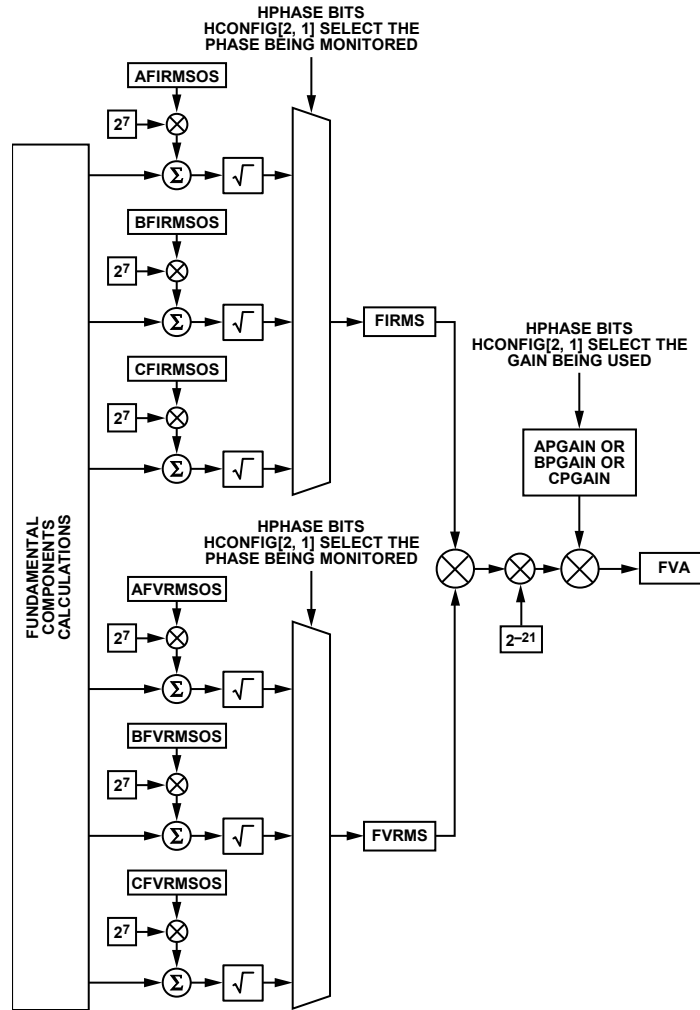 HPHASE BITS
HCONFIG[2, 1] SELECT THE
PHASE BEING MONITORED
AFIRMSOS
2⁷
Σ
√
BFIRMSOS
2⁷
Σ
√
CFIRMSOS
2⁷
Σ
√
FIRMS
HPHASE BITS
HCONFIG[2, 1] SELECT THE
GAIN BEING USED
APGAIN OR
BPGAIN OR
CPGAIN
FUNDAMENTAL
COMPONENTS
CALCULATIONS
HPHASE BITS
HCONFIG[2, 1] SELECT THE
PHASE BEING MONITORED
FVA
2⁻²¹
AFVRMSOS
2⁷
Σ
√
BFVRMSOS
2⁷
Σ
√
FVRMS
CFVRMSOS
2⁷
Σ
√